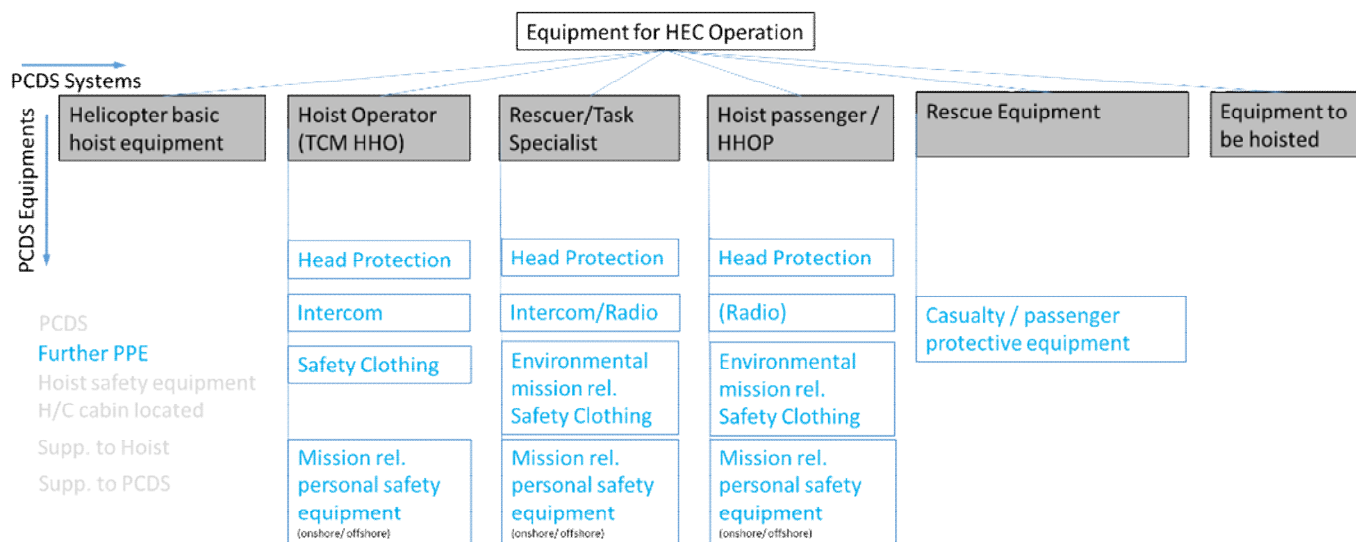 Equipment for HEC Operation
PCDS Systems
PCDS Equipments
Helicopter basic
hoist equipment
Hoist Operator
(TCM HHO)
Rescuer/Task
Specialist
Hoist passenger /
HHOP
Rescue Equipment
Equipment to
be hoisted
Head Protection
Head Protection
Head Protection
Intercom
Intercom/Radio
(Radio)
Casualty / passenger
protective equipment
Safety Clothing
Environmental
mission rel.
Safety Clothing
Environmental
mission rel.
Safety Clothing
Mission rel.
personal safety
equipment
(onshore/ offshore)
Mission rel.
personal safety
equipment
(onshore/ offshore)
Mission rel.
personal safety
equipment
(onshore/ offshore)
PCDS
Further PPE
Hoist safety equipment
H/C cabin located
Supp. to Hoist
Supp. to PCDS